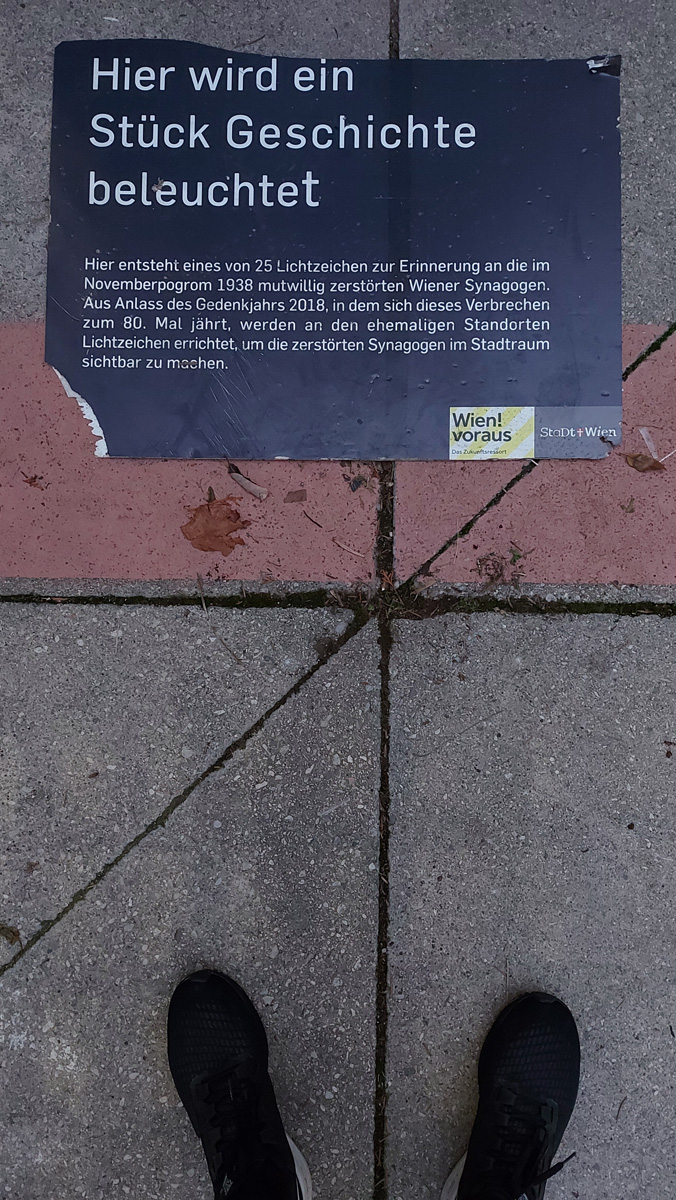 Hier wird ein
Stück Geschichte
beleuchtet
Hier entsteht eines von 25 Lichtzeichen zur Erinnerung an die im
Novemberpogrom 1938 mutwillig zerstörten Wiener Synagogen.
Aus Anlass des Gedenkjahrs 2018, in dem sich dieses Verbrechen
zum 80. Mal jährt, werden an den ehemaligen Standorten
Lichtzeichen errichtet, um die zerstörten Synagogen im Stadtraum
sichtbar zu machen.
Wien!
voraus
Das Zukunftsressort
StaDt Wien